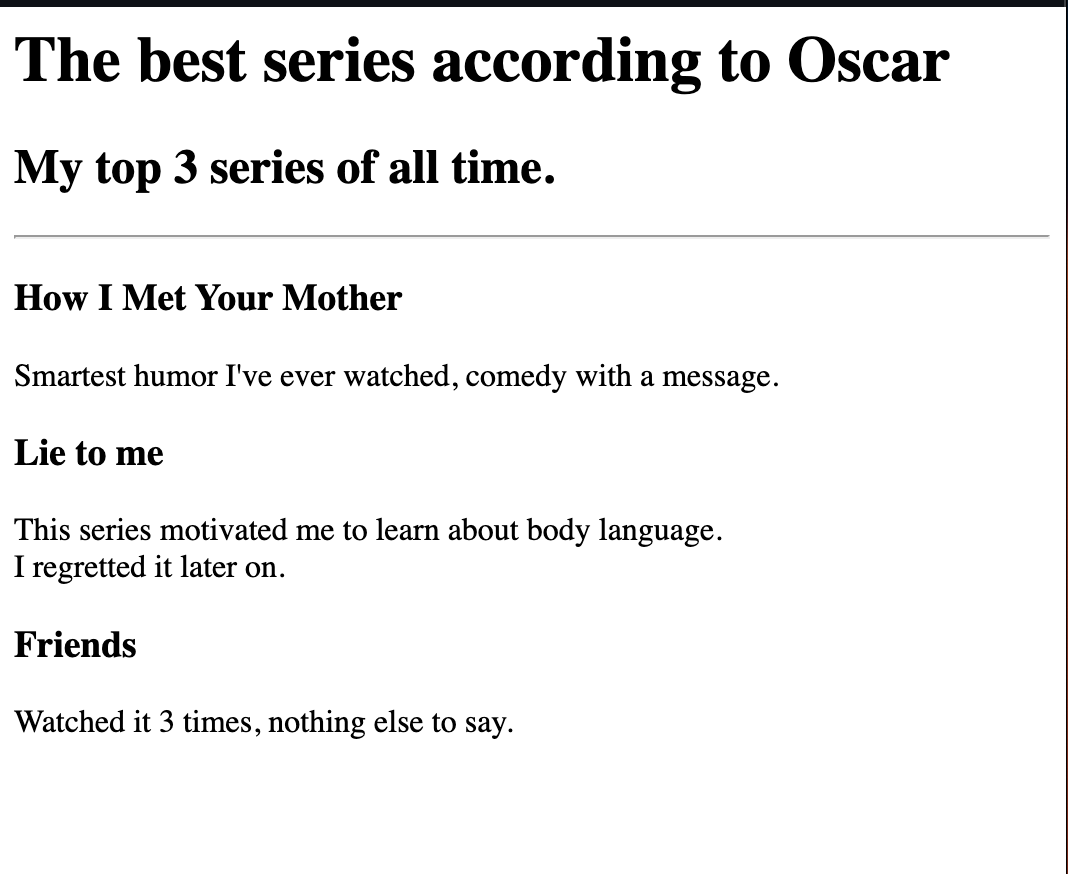 The best series according to Oscar
My top 3 series of all time.
How I Met Your Mother
Smartest humor I've ever watched, comedy with a message.
Lie to me
This series motivated me to learn about body language.
I regretted it later on.
Friends
Watched it 3 times, nothing else to say.